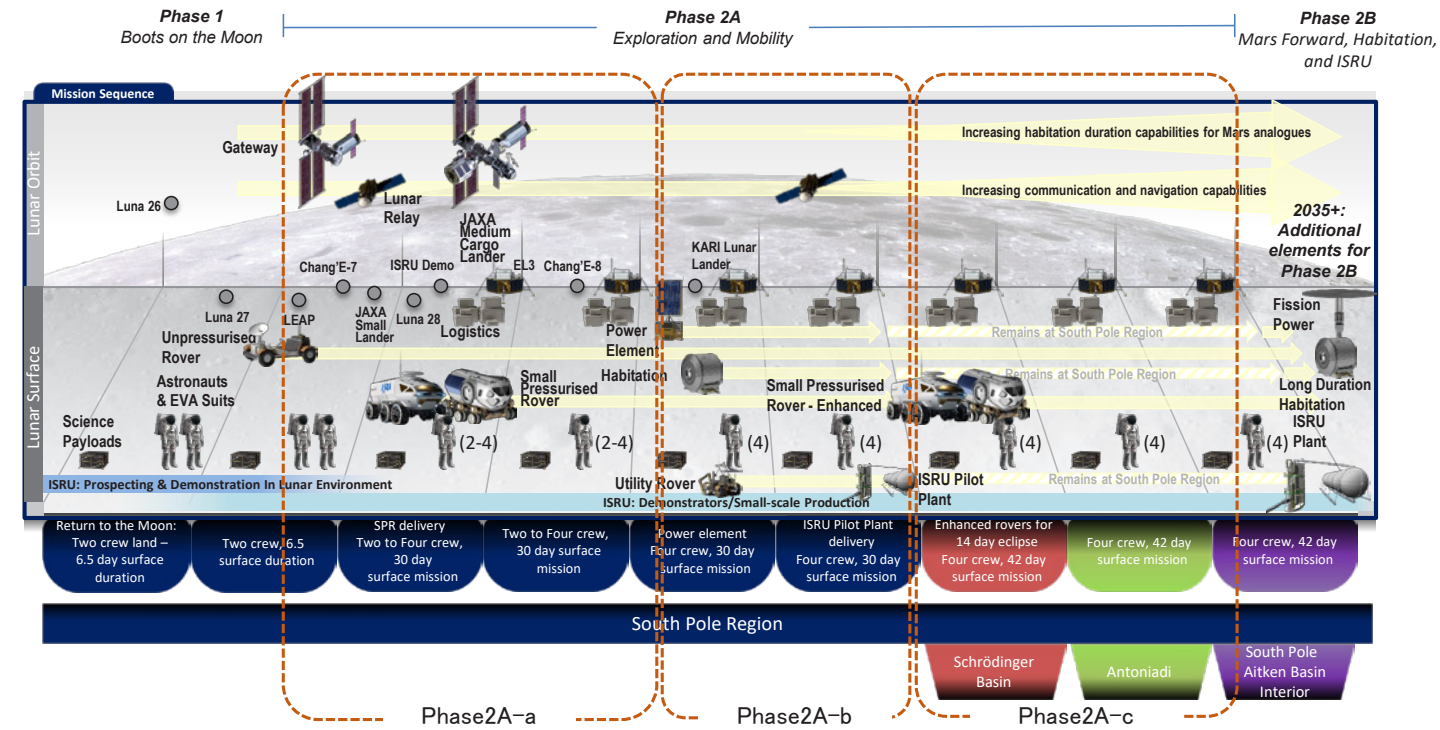 Phase 1
Boots on the Moon
Phase 2A
Exploration and Mobility
Phase 2B
Mars Forward, Habitation,
and ISRU
Mission Sequence
Lunar Orbit
Lunar Surface
Gateway
Increasing habitation duration capabilities for Mars analogues
Increasing communication and navigation capabilities
Luna 26
Lunar
Relay
JAXA
Medium
Cargo
Lander
2035+:
Additional
elements for
Phase 2B
Chang'E-7
ISRU Demo
EL3
Chang'E-8
KARI Lunar
Lander
Luna 27
LEAP
JAXA
Small
Lander
Luna 28
Logistics
Unpressurised
Rover
Power
Element
Remains at South Pole Region
Fission
Power
Astronauts
& EVA Suits
Small
Pressurised
Rover
Habitation
Small Pressurised
Rover - Enhanced
Remains at South Pole Region
Long Duration
Habitation
ISRU
Plant
Science
Payloads
(2-4)
(2-4)
(4)
(4)
(4)
(4)
(4)
ISRU: Prospecting & Demonstration In Lunar Environment
Utility Rover
ISRU Pilot
Plant
Remains at South Pole Region
ISRU: Demonstrators/Small-scale Production
Return to the Moon:
Two crew land –
6.5 day surface
duration
Two crew, 6.5
surface duration
SPR delivery
Two to Four crew,
30 day
surface mission
Two to Four crew,
30 day surface
mission
Power element
Four crew, 30 day
surface mission
ISRU Pilot Plant
delivery
Four crew, 30 day
surface mission
Enhanced rovers for
14 day eclipse
Four crew, 42 day
surface mission
Four crew, 42 day
surface mission
Four crew, 42 day
surface mission
South Pole Region
Schrödinger
Basin
Antoniadi
South Pole
Aitken Basin
Interior
Phase2A-a
Phase2A-b
Phase2A-c